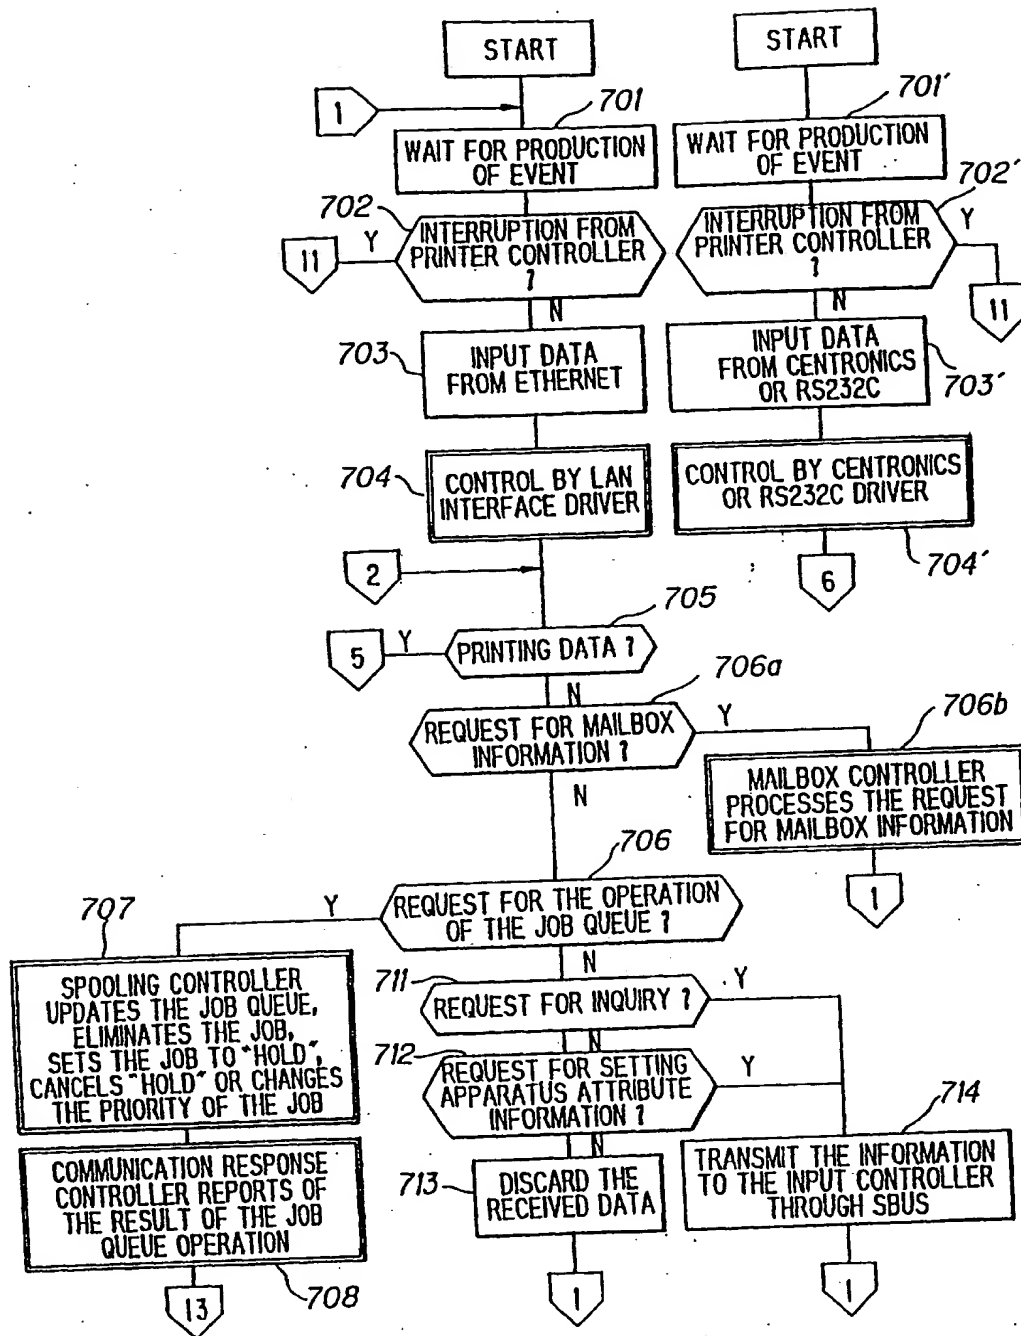 START
START
1
701
701'
WAIT FOR PRODUCTION
OF EVENT
WAIT FOR PRODUCTION
OF EVENT
702
702'
11
Y
INTERRUPTION FROM
PRINTER CONTROLLER
?
INTERRUPTION FROM
PRINTER CONTROLLER
?
Y
11
N
N
703
INPUT DATA
FROM ETHERNET
INPUT DATA
FROM CENTRONICS
OR RS232C
703'
704
CONTROL BY LAN
INTERFACE DRIVER
CONTROL BY CENTRONICS
OR RS232C DRIVER
704'
2
6
705
5
Y
PRINTING DATA ?
N
706a
REQUEST FOR MAILBOX
INFORMATION ?
Y
706b
N
MAILBOX CONTROLLER
PROCESSES THE REQUEST
FOR MAILBOX INFORMATION
1
706
Y
REQUEST FOR THE OPERATION
OF THE JOB QUEUE ?
707
N
SPOOLING CONTROLLER
UPDATES THE JOB QUEUE,
ELIMINATES THE JOB,
SETS THE JOB TO "HOLD",
CANCELS "HOLD" OR CHANGES
THE PRIORITY OF THE JOB
711
REQUEST FOR INQUIRY ?
Y
N
712
REQUEST FOR SETTING
APPARATUS ATTRIBUTE
INFORMATION ?
Y
N
714
COMMUNICATION RESPONSE
CONTROLLER REPORTS OF
THE RESULT OF THE JOB
QUEUE OPERATION
708
13
713
DISCARD THE
RECEIVED DATA
1
TRANSMIT THE INFORMATION
TO THE INPUT CONTROLLER
THROUGH SBUS
1